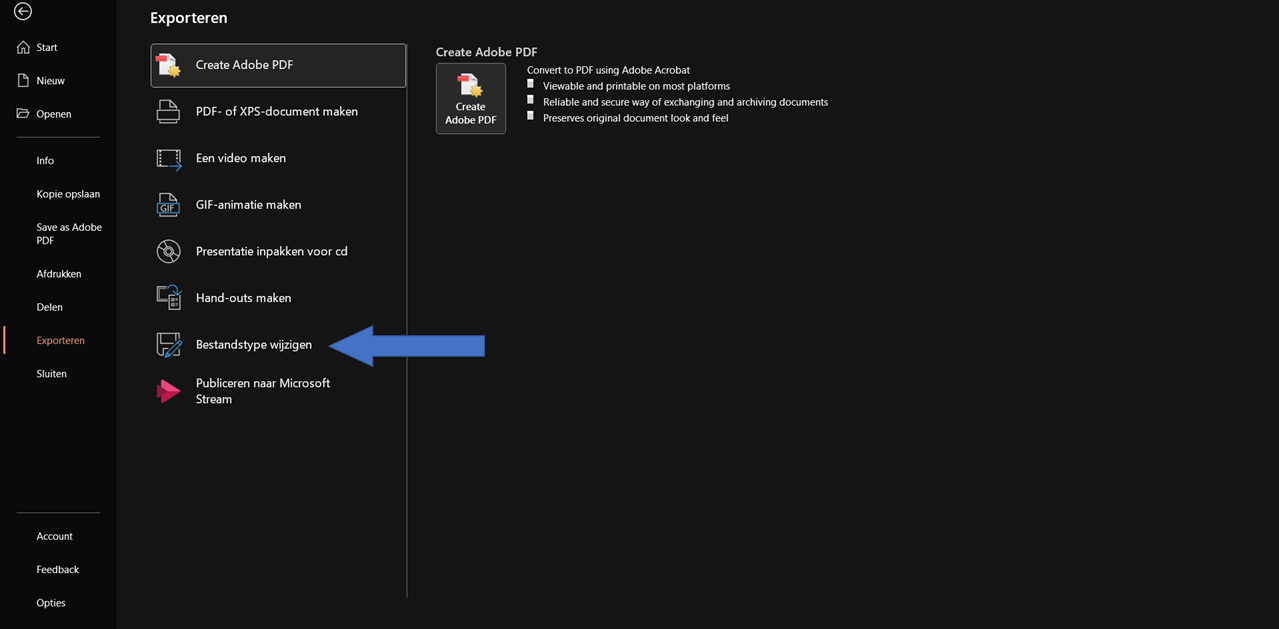 Exporteren
Start
Nieuw
Openen
Info
Kopie opslaan
Save as Adobe
PDF
Afdrukken
Delen
Exporteren
Sluiten
Account
Feedback
Opties
Create Adobe PDF
PDF- of XPS-document maken
Een video maken
GIF
GIF-animatie maken
Presentatie inpakken voor cd
Hand-outs maken
Bestandstype wijzigen
Publiceren naar Microsoft
Stream
Create Adobe PDF
Create
Adobe PDF
Convert to PDF using Adobe Acrobat
Viewable and printable on most platforms
Reliable and secure way of exchanging and archiving documents
Preserves original document look and feel